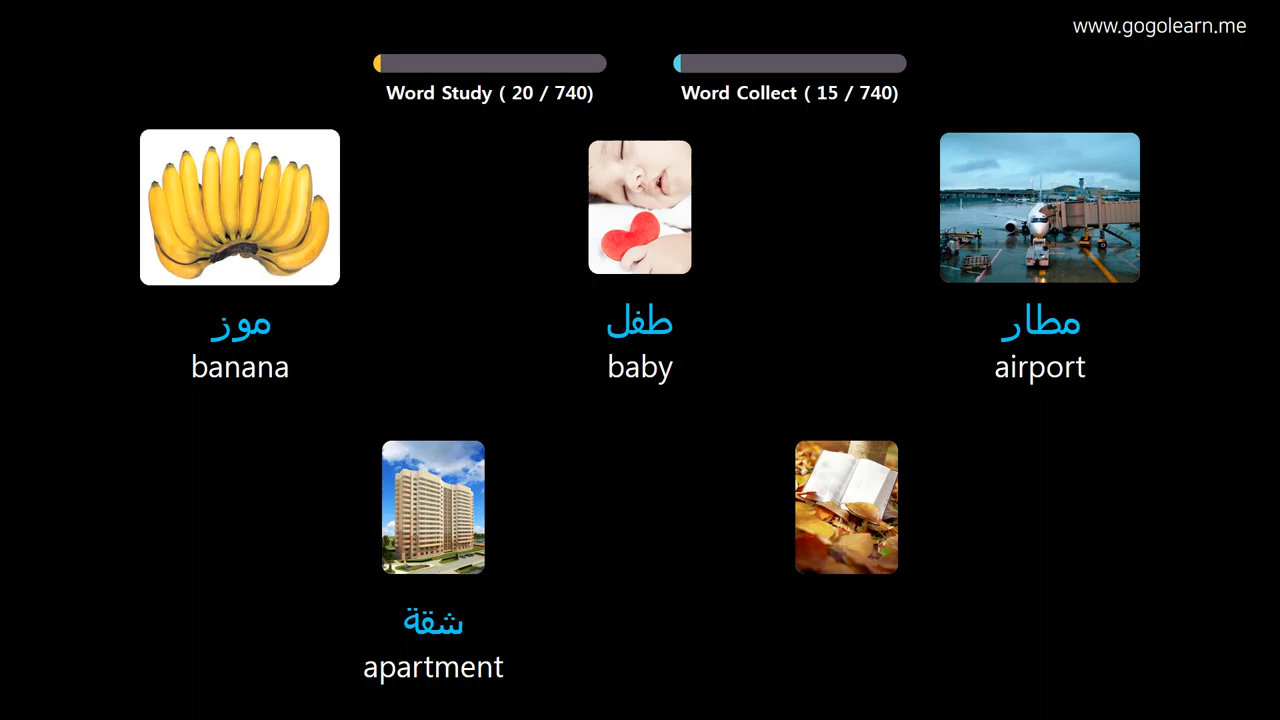 www.gogolearn.me
Word Study ( 20 / 740)
Word Collect ( 15 / 740)
موز
banana
طفل
baby
مطار
airport
شقة
apartment